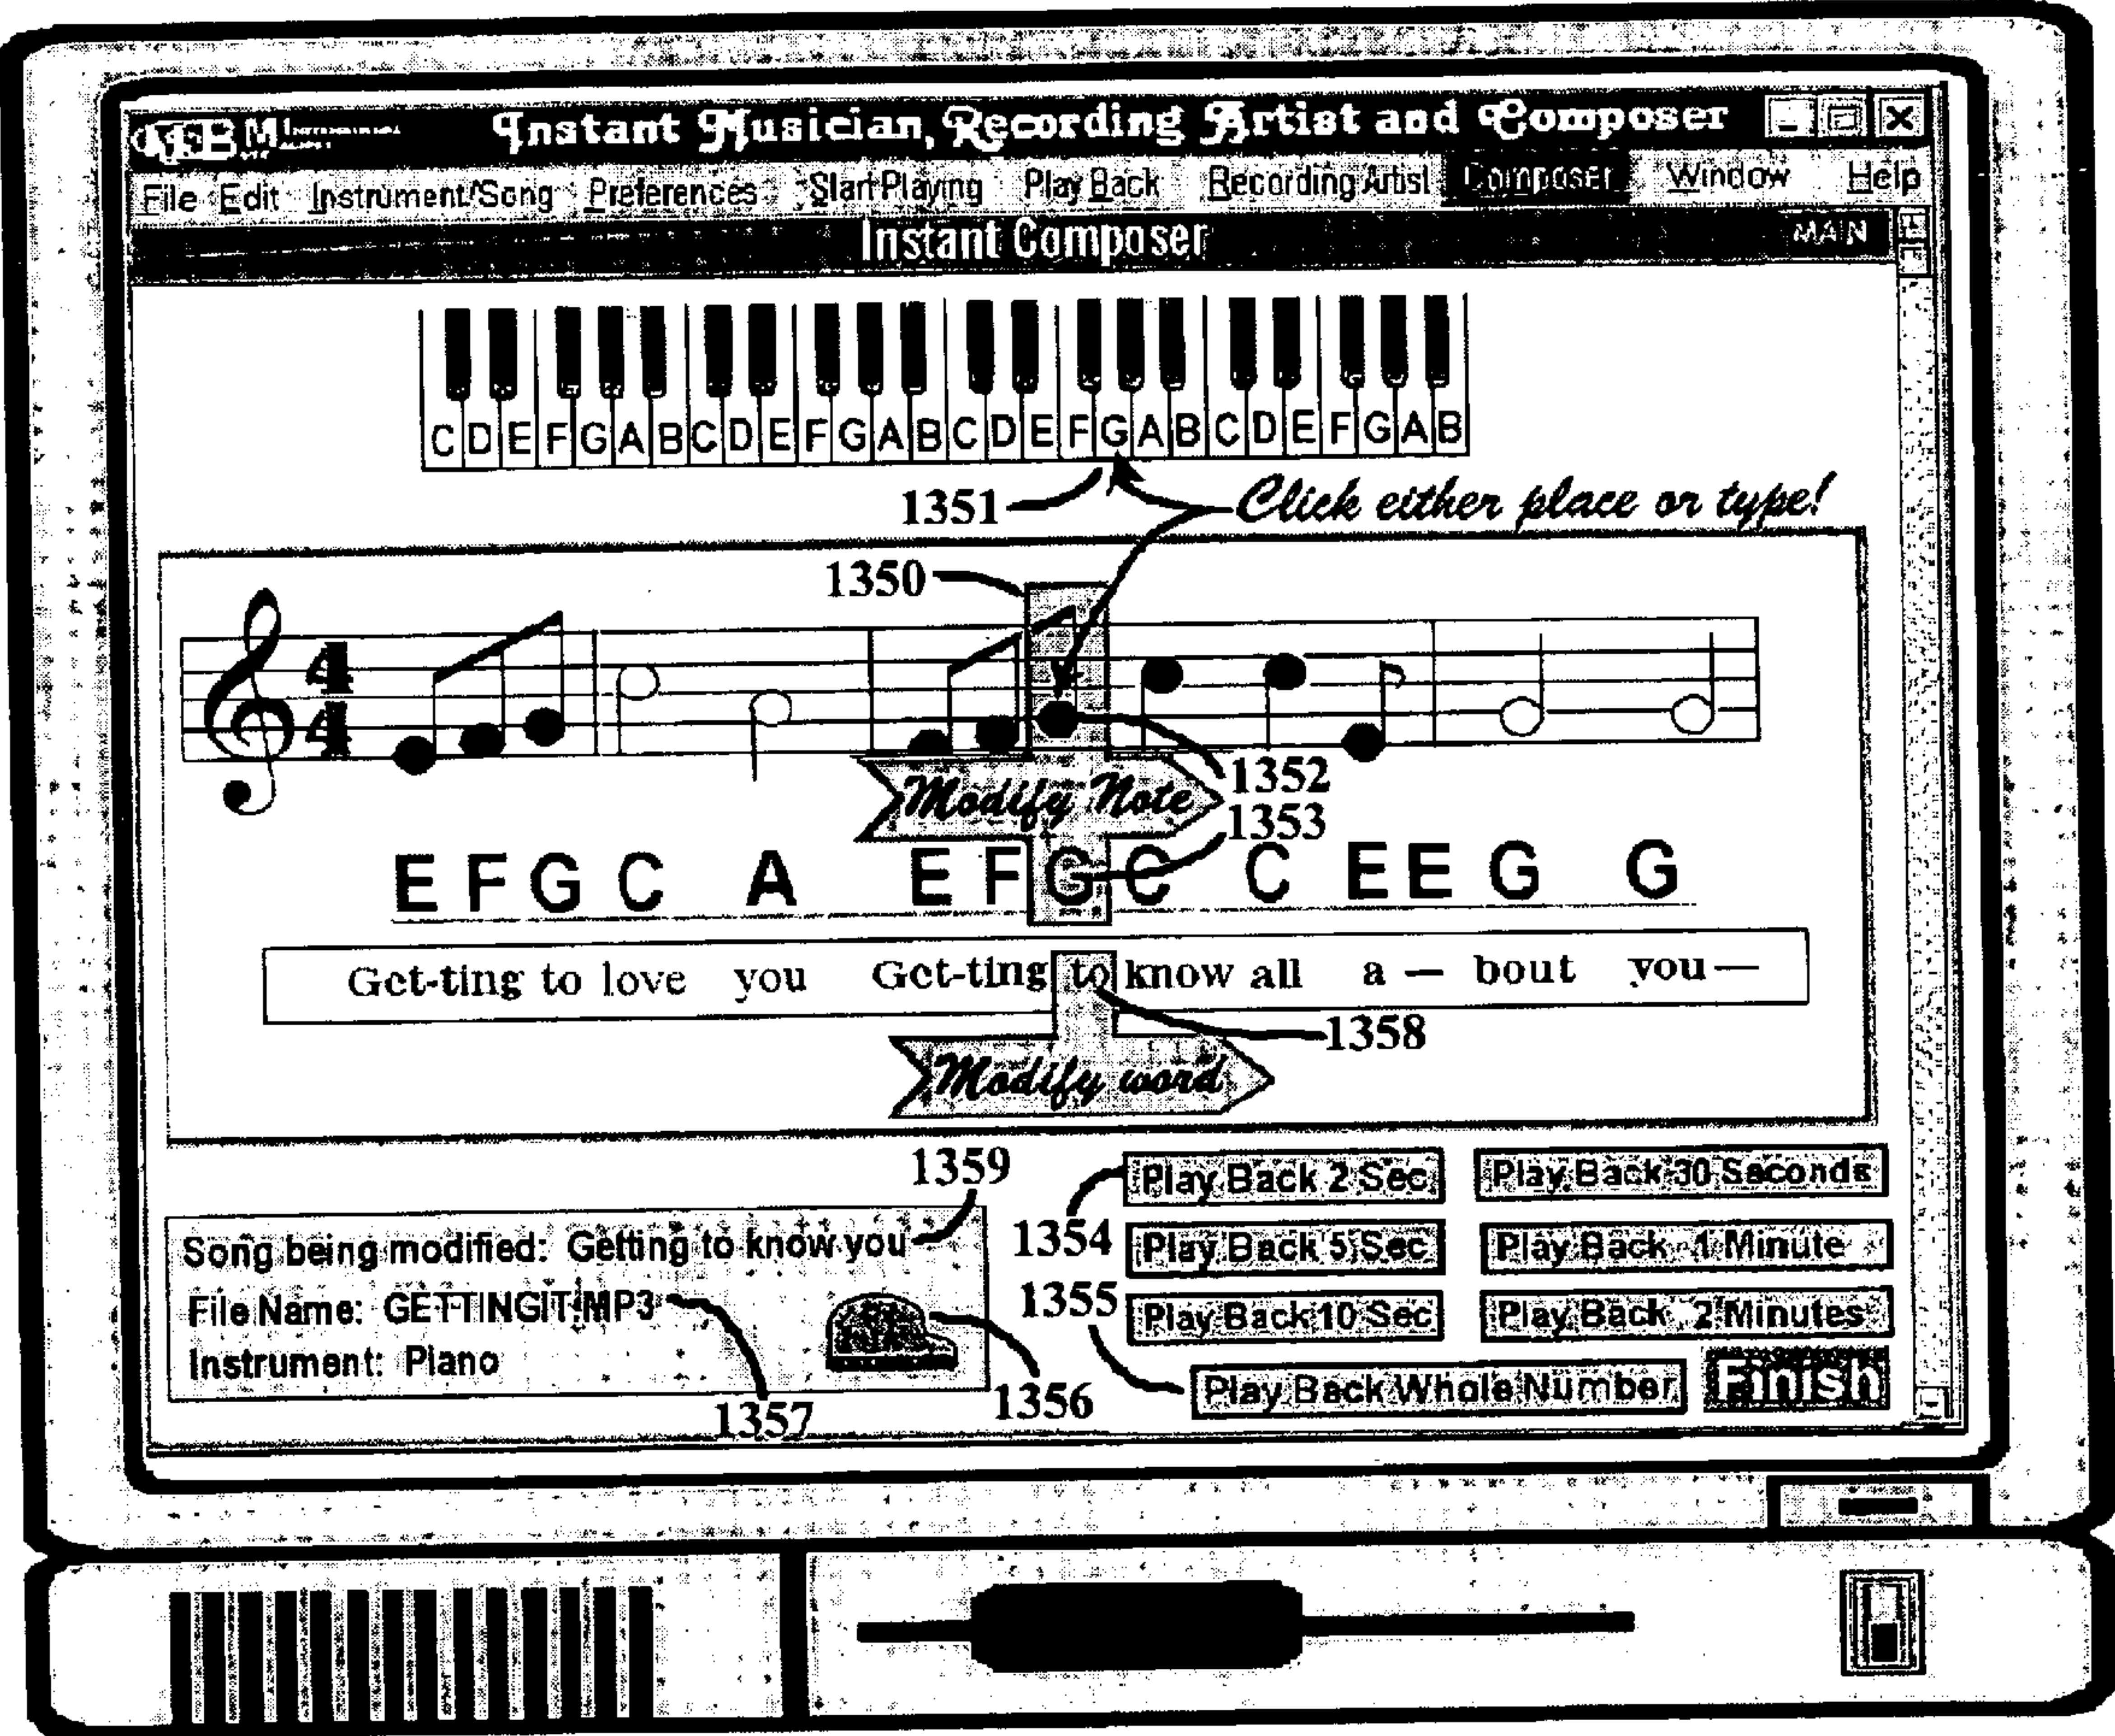 Instant Musician, Recording Artist and Composer
File Edit Instrument/Song Preferences Start Playing Play Back Recording Artist Composer Window Help
Instant Composer MAIN
C D E F G A B C D E F G A B C D E F G A B C D E F G A B
1351 Click either place or type!
1350
4
4
1352
Modify Note
1353
E F G C A E F G C C E E G G
Get-ting to love you Get-ting to know all a — bout you —
1358
Modify word
1359
Play Back 2 Sec Play Back 30 Seconds
Song being modified: Getting to know you 1354 Play Back 5 Sec Play Back 1 Minute
File Name: GETTINGIT.MP3 1355 Play Back 10 Sec Play Back 2 Minutes
Instrument: Piano
1356 Play Back Whole Number Finish
1357